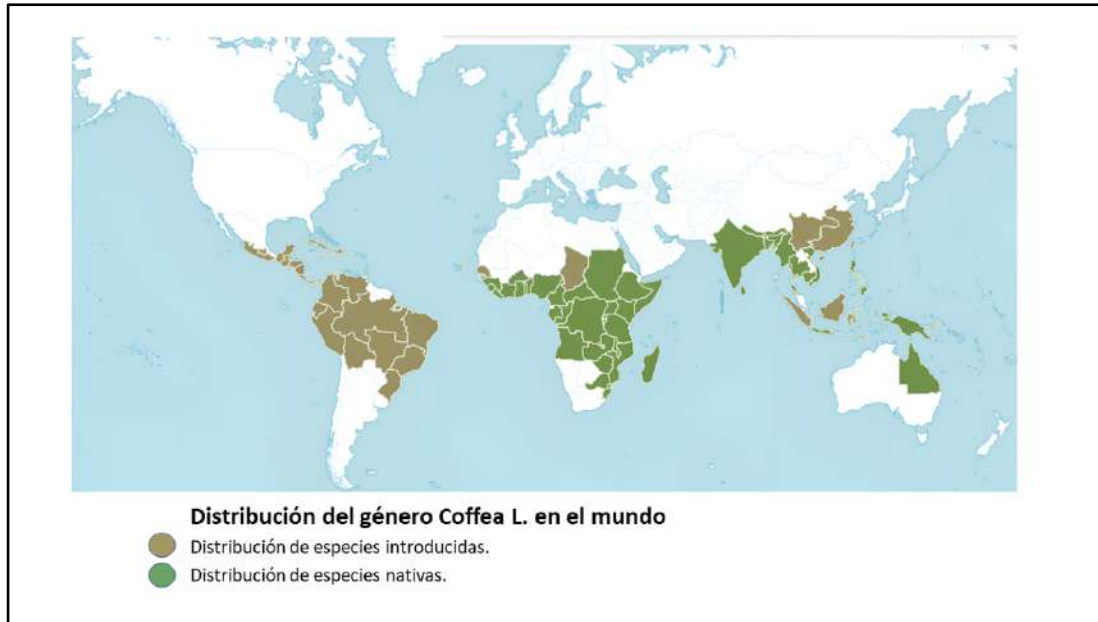 Distribución del género Coffea L. en el mundo
Distribución de especies introducidas.
Distribución de especies nativas.